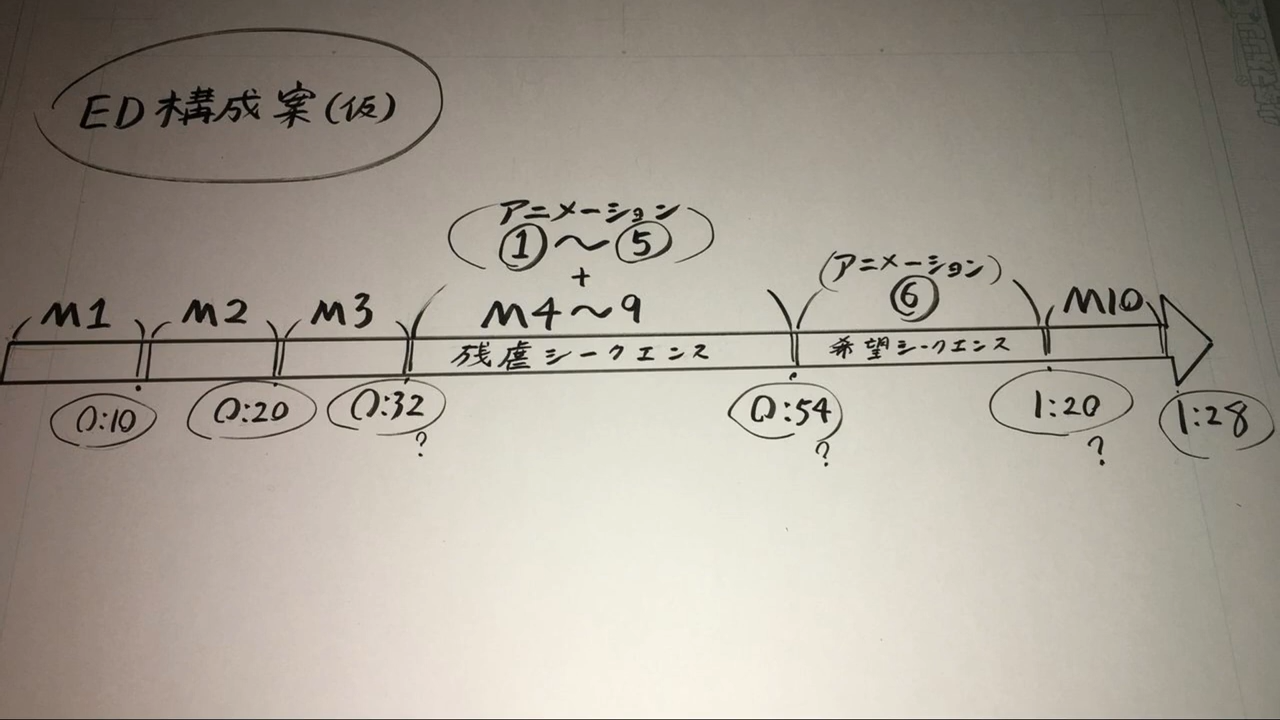 ED構成案(仮)
(アニメーション
①〜⑤)
+
M1
M2
M3
M4〜9
(アニメーション)
⑥
M10
残虐シークエンス
希望シークエンス
0:10
0:20
0:32
?
0:54
?
1:20
?
1:28